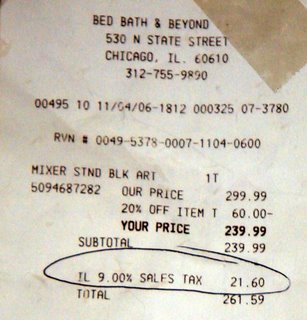 BED BATH & BEYOND
530 N STATE STREET
CHICAGO, IL. 60610
312-755-9890
00495 10 11/04/06-1812 000325 07-3780
RVN # 0049-5378-0007-1104-0600
MIXER STND BLK ART 1T
5094687282 OUR PRICE 299.99
20% OFF ITEM T 60.00-
YOUR PRICE 239.99
SUBTOTAL 239.99
IL 9.00% SALES TAX 21.60
TOTAL 261.59